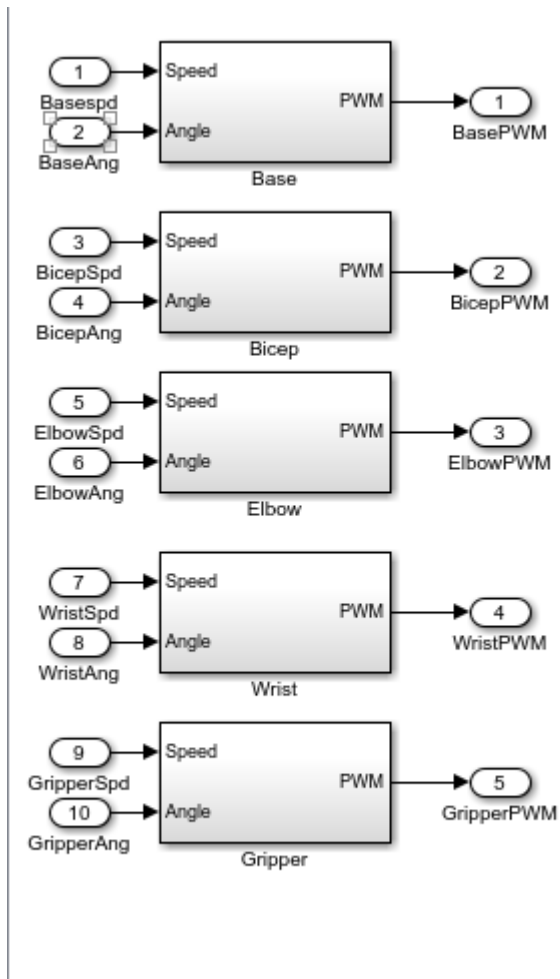 1
Speed
Basespd
PWM
1
2
Angle
BaseAng
BasePWM
Base
3
Speed
BicepSpd
PWM
2
4
Angle
BicepAng
BicepPWM
Bicep
5
Speed
ElbowSpd
PWM
3
6
Angle
ElbowAng
ElbowPWM
Elbow
7
Speed
WristSpd
PWM
4
8
Angle
WristAng
WristPWM
Wrist
9
Speed
GripperSpd
PWM
5
10
Angle
GripperAng
GripperPWM
Gripper